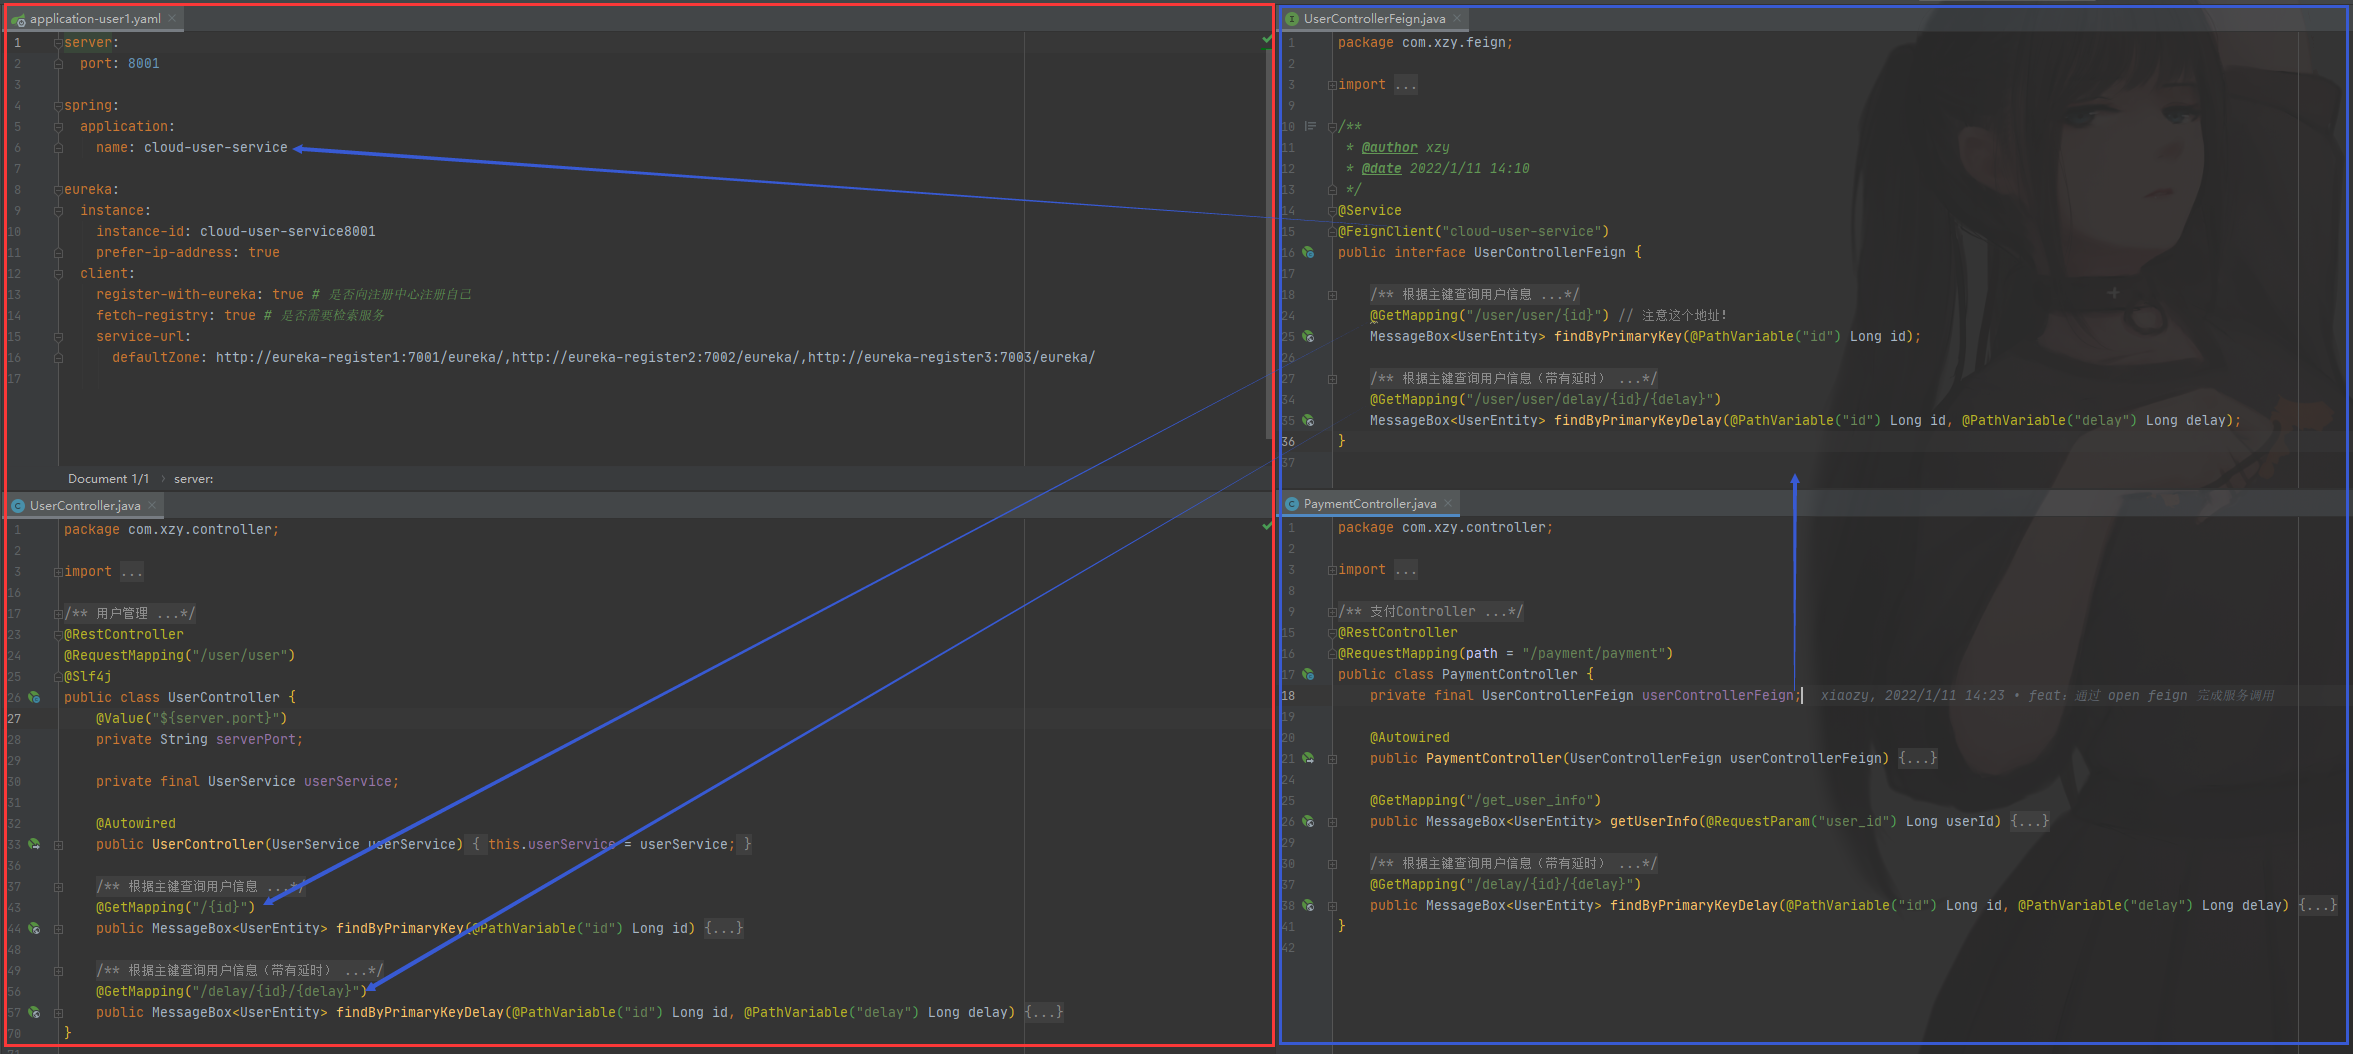 application-user1.yaml
1 server:
2 port: 8001
3
4 spring:
5 application:
6 name: cloud-user-service
7
8 eureka:
9 instance:
10 instance-id: cloud-user-service8001
11 prefer-ip-address: true
12 client:
13 register-with-eureka: true # 是否向注册中心注册自己
14 fetch-registry: true # 是否需要检索服务
15 service-url:
16 defaultZone: http://eureka-register1:7001/eureka/,http://eureka-register2:7002/eureka/,http://eureka-register3:7003/eureka/
17
Document 1/1 › server:
UserController.java
1 package com.xzy.controller;
2
3 import ...
16
17 /** 用户管理 ...*/
23 @RestController
24 @RequestMapping("/user/user")
25 @Slf4j
26 public class UserController {
27 @Value("${server.port}")
28 private String serverPort;
29
30 private final UserService userService;
31
32 @Autowired
33 public UserController(UserService userService) { this.userService = userService; }
36
37 /** 根据主键查询用户信息 ...*/
43 @GetMapping("/{id}")
44 public MessageBox<UserEntity> findByPrimaryKey(@PathVariable("id") Long id) {...}
48
49 /** 根据主键查询用户信息（带有延时） ...*/
56 @GetMapping("/delay/{id}/{delay}")
57 public MessageBox<UserEntity> findByPrimaryKeyDelay(@PathVariable("id") Long id, @PathVariable("delay") Long delay) {...}
70 }
71
UserControllerFeign.java
1 package com.xzy.feign;
2
3 import ...
9
10 /**
11 * @author xzy
12 * @date 2022/1/11 14:10
13 */
14 @Service
15 @FeignClient("cloud-user-service")
16 public interface UserControllerFeign {
17
18 /** 根据主键查询用户信息 ...*/
24 @GetMapping("/user/user/{id}") // 注意这个地址!
25 MessageBox<UserEntity> findByPrimaryKey(@PathVariable("id") Long id);
26
27 /** 根据主键查询用户信息（带有延时） ...*/
34 @GetMapping("/user/user/delay/{id}/{delay}")
35 MessageBox<UserEntity> findByPrimaryKeyDelay(@PathVariable("id") Long id, @PathVariable("delay") Long delay);
36 }
37
PaymentController.java
1 package com.xzy.controller;
2
3 import ...
8
9 /** 支付Controller ...*/
15 @RestController
16 @RequestMapping(path = "/payment/payment")
17 public class PaymentController {
18 private final UserControllerFeign userControllerFeign; xiaozy, 2022/1/11 14:23 • feat: 通过 open feign 完成服务调用
19
20 @Autowired
21 public PaymentController(UserControllerFeign userControllerFeign) {...}
24
25 @GetMapping("/get_user_info")
26 public MessageBox<UserEntity> getUserInfo(@RequestParam("user_id") Long userId) {...}
29
30 /** 根据主键查询用户信息（带有延时） ...*/
37 @GetMapping("/delay/{id}/{delay}")
38 public MessageBox<UserEntity> findByPrimaryKeyDelay(@PathVariable("id") Long id, @PathVariable("delay") Long delay) {...}
41 }
42